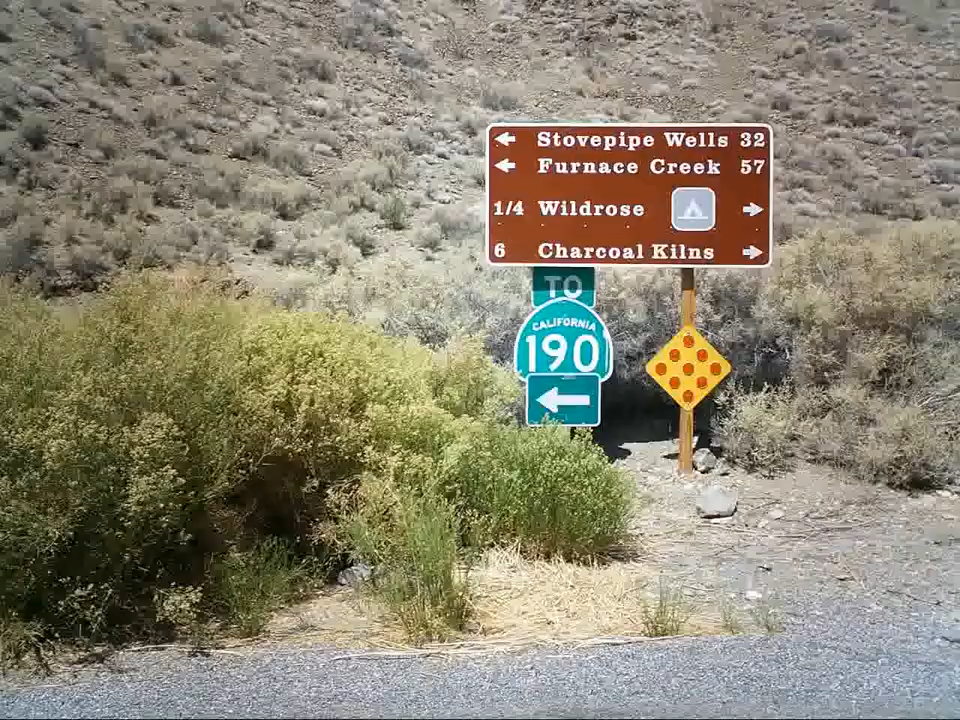 Stovepipe Wells 32
Furnace Creek 57
1/4 Wildrose
6 Charcoal Kilns
TO
CALIFORNIA
190